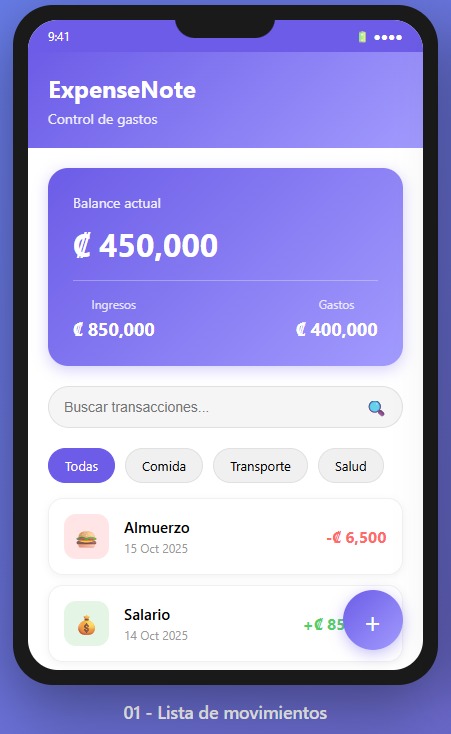 9:41
ExpenseNote
Control de gastos
Balance actual
₡ 450,000
Ingresos
Gastos
₡ 850,000
₡ 400,000
Buscar transacciones...
Todas
Comida
Transporte
Salud
Almuerzo
15 Oct 2025
-₡ 6,500
Salario
14 Oct 2025
+₡ 85
+
01 - Lista de movimientos